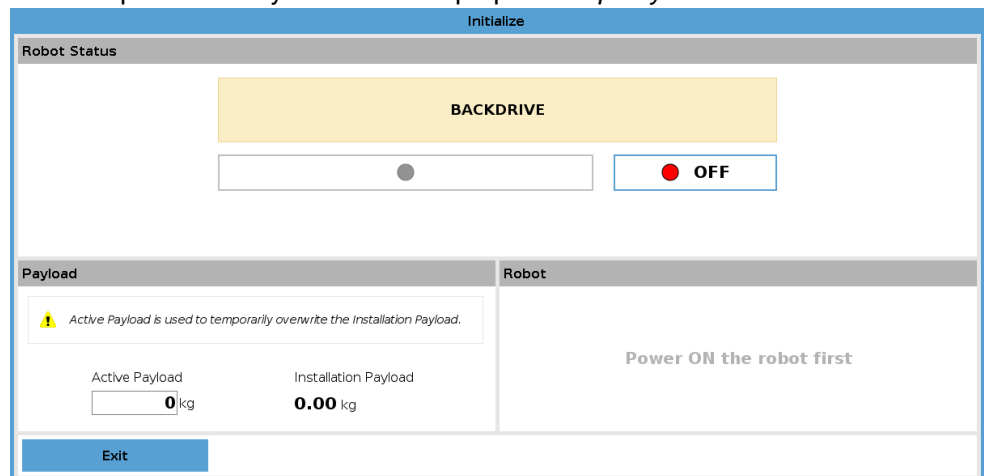 Initialize
Robot Status
BACKDRIVE
OFF
Payload
Robot
Active Payload is used to temporarily overwrite the Installation Payload.
Power ON the robot first
Active Payload
Installation Payload
0 kg
0.00 kg
Exit